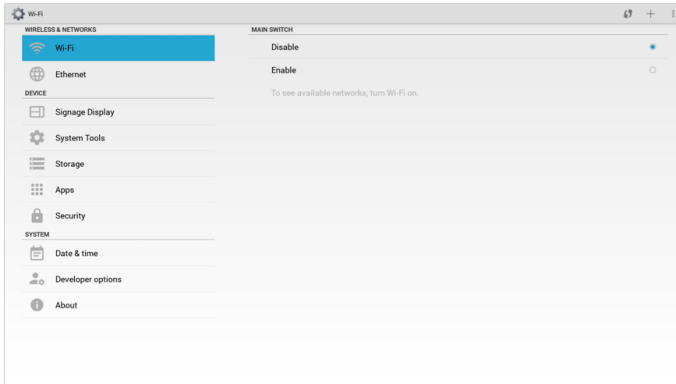 Wi-Fi
WIRELESS & NETWORKS
Wi-Fi
Ethernet
DEVICE
Signage Display
System Tools
Storage
Apps
Security
SYSTEM
Date & time
Developer options
About
MAIN SWITCH
Disable
Enable
To see available networks, turn Wi-Fi on.